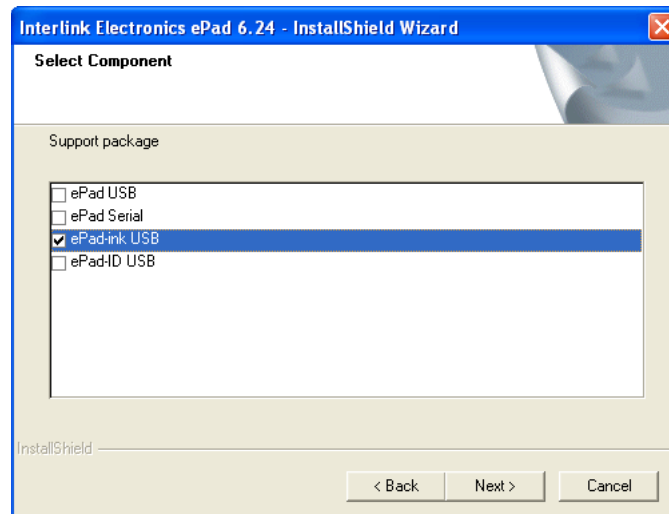 Interlink Electronics ePad 6.24 - InstallShield Wizard
Select Component
Support package
ePad USB
ePad Serial
ePad-ink USB
ePad-ID USB
InstallShield
< Back Next > Cancel